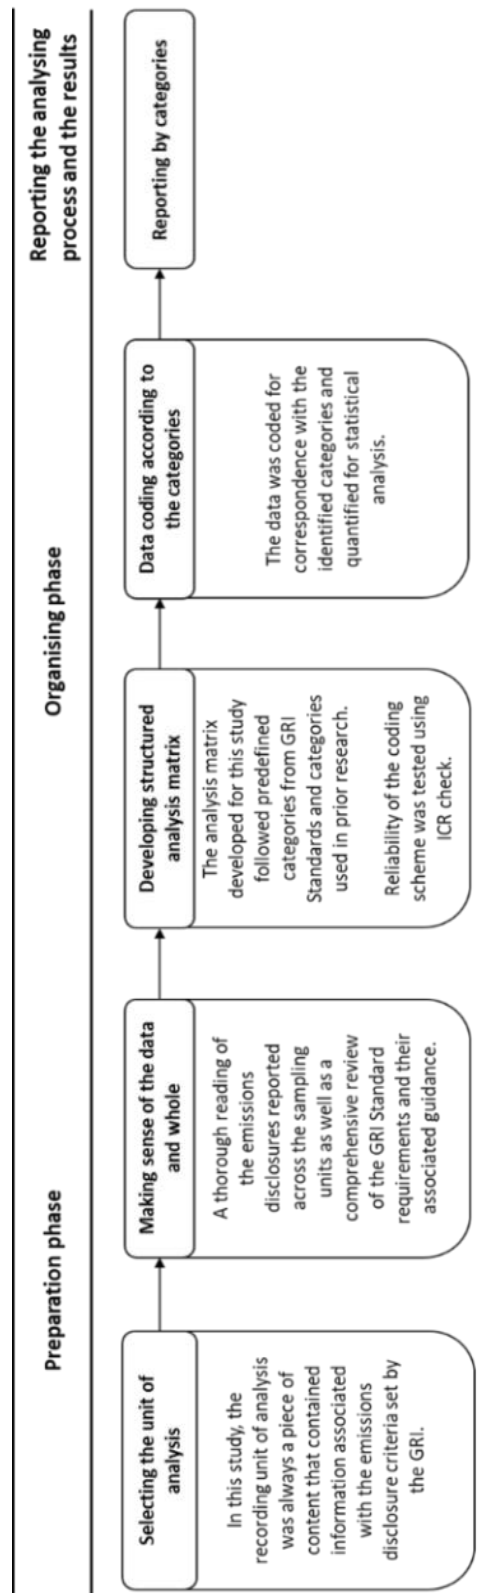 Preparation phase
Organising phase
Reporting the analysing
process and the results
Selecting the unit of
analysis
In this study, the
recording unit of analysis
was always a piece of
content that contained
information associated
with the emissions
disclosure criteria set by
the GRI.
Making sense of the data
and whole
A thorough reading of
the emissions
disclosures reported
across the sampling
units as well as a
comprehensive review
of the GRI Standard
requirements and their
associated guidance.
Developing structured
analysis matrix
The analysis matrix
developed for this study
followed predefined
categories from GRI
Standards and categories
used in prior research.
Reliability of the coding
scheme was tested using
ICR check.
Data coding according to
the categories
The data was coded for
correspondence with the
identified categories and
quantified for statistical
analysis.
Reporting by categories